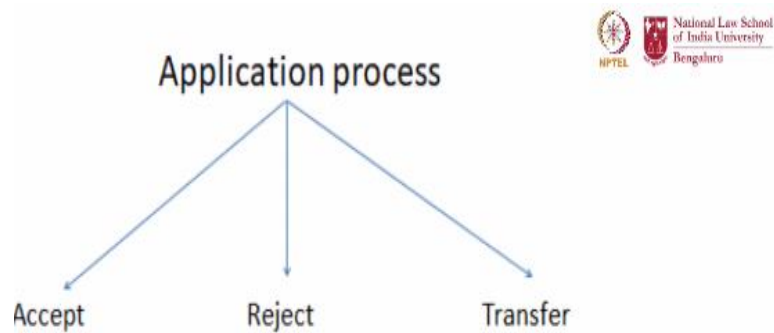 Application process
NPTEL
National Law School
of India University
Bengaluru
Accept
Reject
Transfer